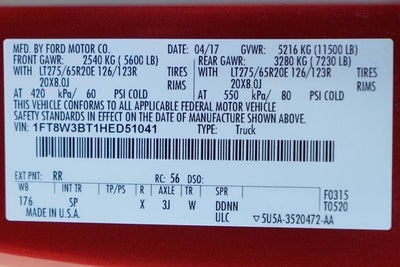 MFD. BY FORD MOTOR CO. DATE: 04/17 GVWR: 5216 KG (11500 LB)
FRONT GAWR: 2540 KG (5600 LB) REAR GAWR: 3280 KG (7230 LB)
LT275/65R20E 126/123R TIRES LT275/65R20E 126/123R
20X8.0J RIMS 20X8.0J
AT 420 kPa/ 60 PSI COLD AT 550 kPa/ 80 PSI COLD
THIS VEHICLE CONFORMS TO ALL APPLICABLE FEDERAL MOTOR VEHICLE
SAFETY STANDARDS IN EFFECT ON THE DATE OF MANUFACTURE SHOWN ABOVE.
VIN: 1FT8W3BT1HED51041 TYPE: Truck
EXT PNT: RR RC: 56 DSO: F0315
WB INT TR TP/PS R AXLE TR SPR T0520
176 SP X 3J W DDNN
MADE IN U.S.A. ULC 5U5A-3520472-AA